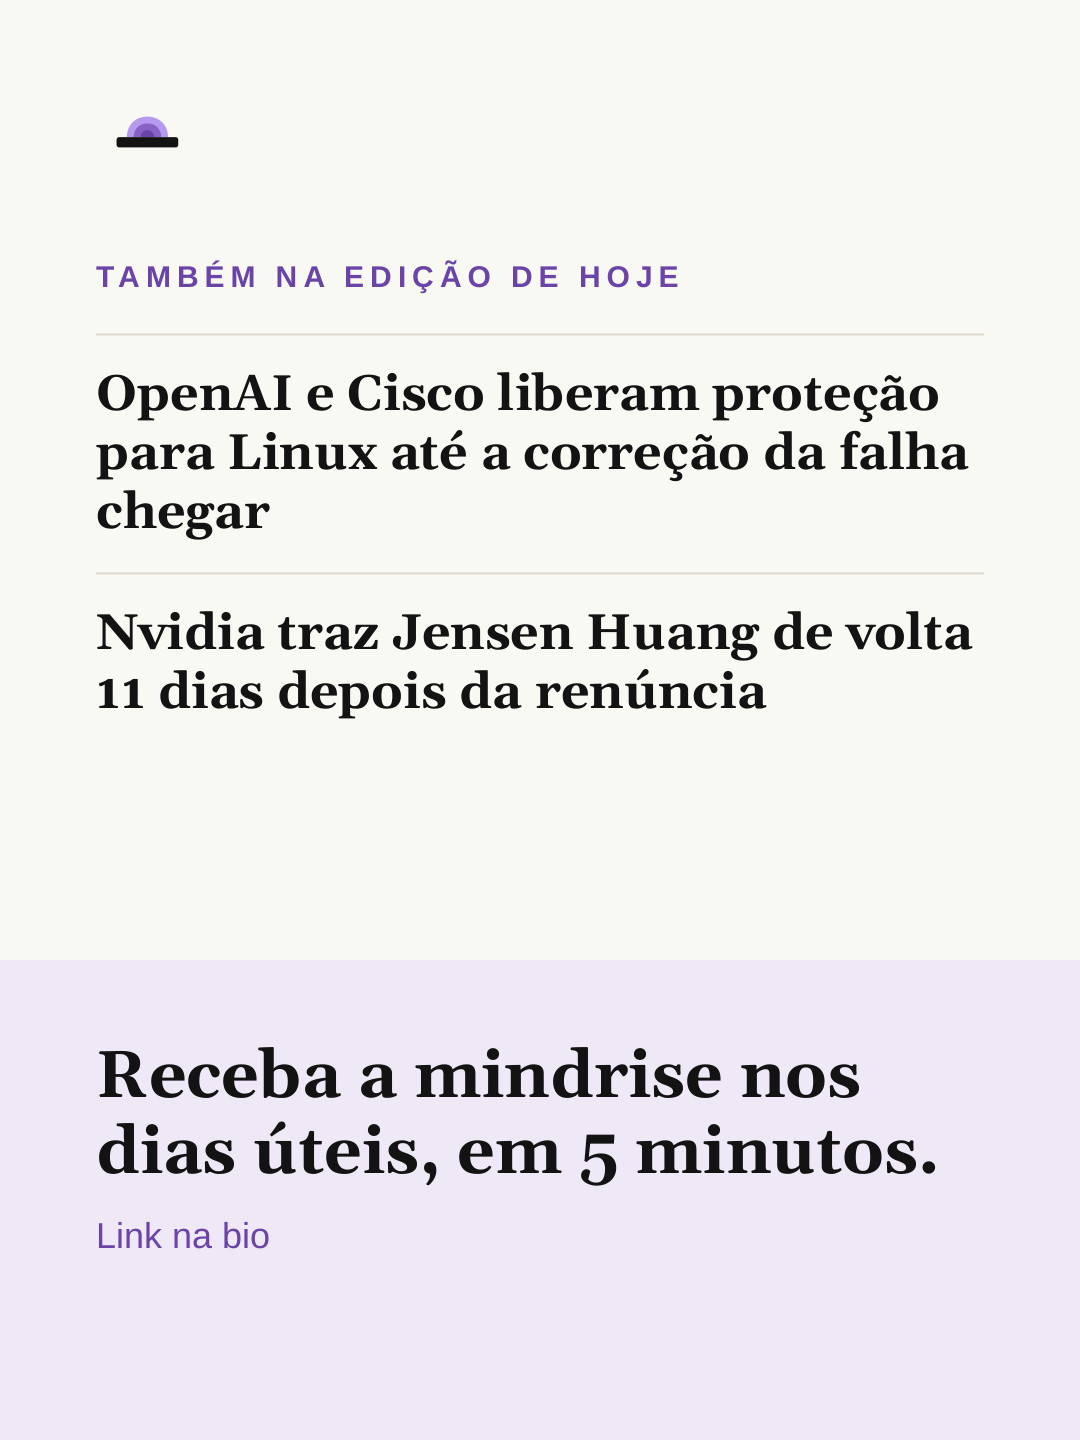 TAMBÉM NA EDIÇÃO DE HOJE
OpenAI e Cisco liberam proteção
para Linux até a correção da falha
chegar
Nvidia traz Jensen Huang de volta
11 dias depois da renúncia
Receba a mindrise nos
dias úteis, em 5 minutos.
Link na bio